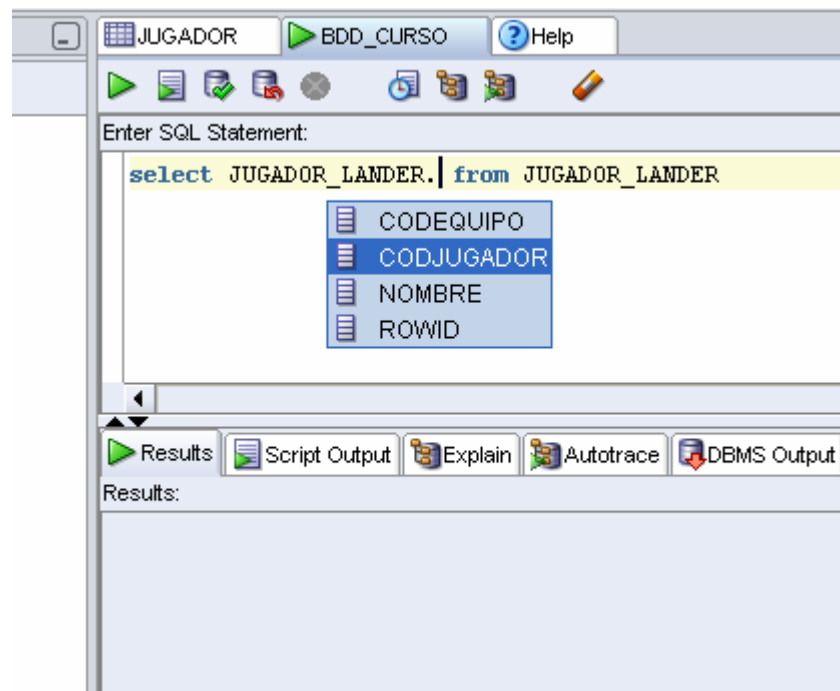 JUGADOR BDD_CURSO Help
Enter SQL Statement:
select JUGADOR_LANDER. from JUGADOR_LANDER
CODEQUIPO
CODJUGADOR
NOMBRE
ROWID
Results Script Output Explain Autotrace DBMS Output
Results: